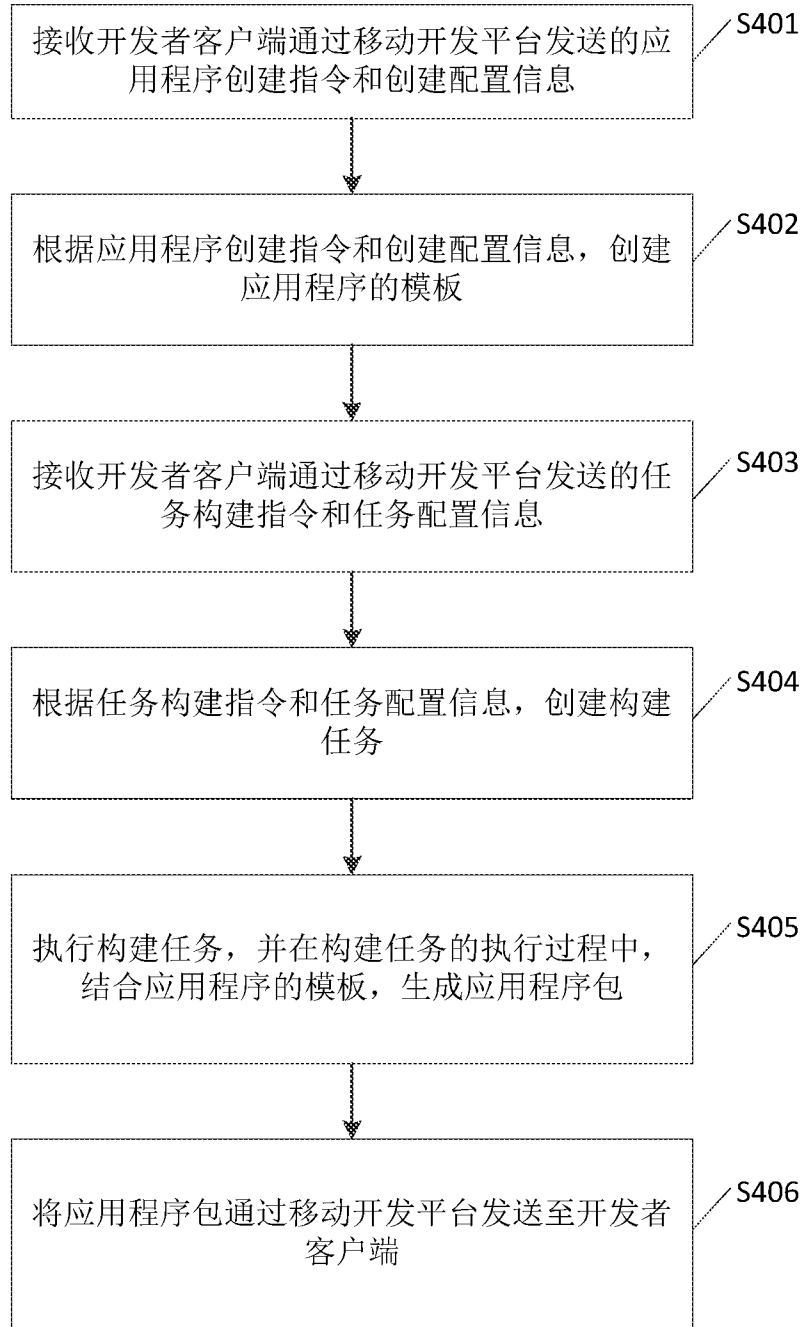 接收开发者客户端通过移动开发平台发送的应
用程序创建指令和创建配置信息
S401
根据应用程序创建指令和创建配置信息，创建
应用程序的模板
S402
接收开发者客户端通过移动开发平台发送的任
务构建指令和任务配置信息
S403
根据任务构建指令和任务配置信息，创建构建
任务
S404
执行构建任务，并在构建任务的执行过程中，
结合应用程序的模板，生成应用程序包
S405
将应用程序包通过移动开发平台发送至开发者
客户端
S406